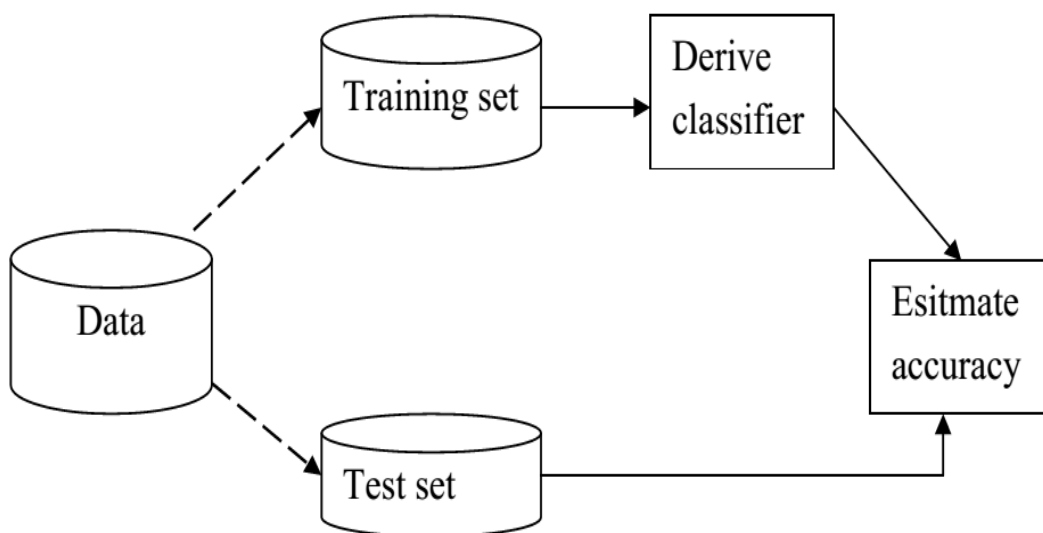 Training set
Derive
classifier
Data
Esitmate
accuracy
Test set